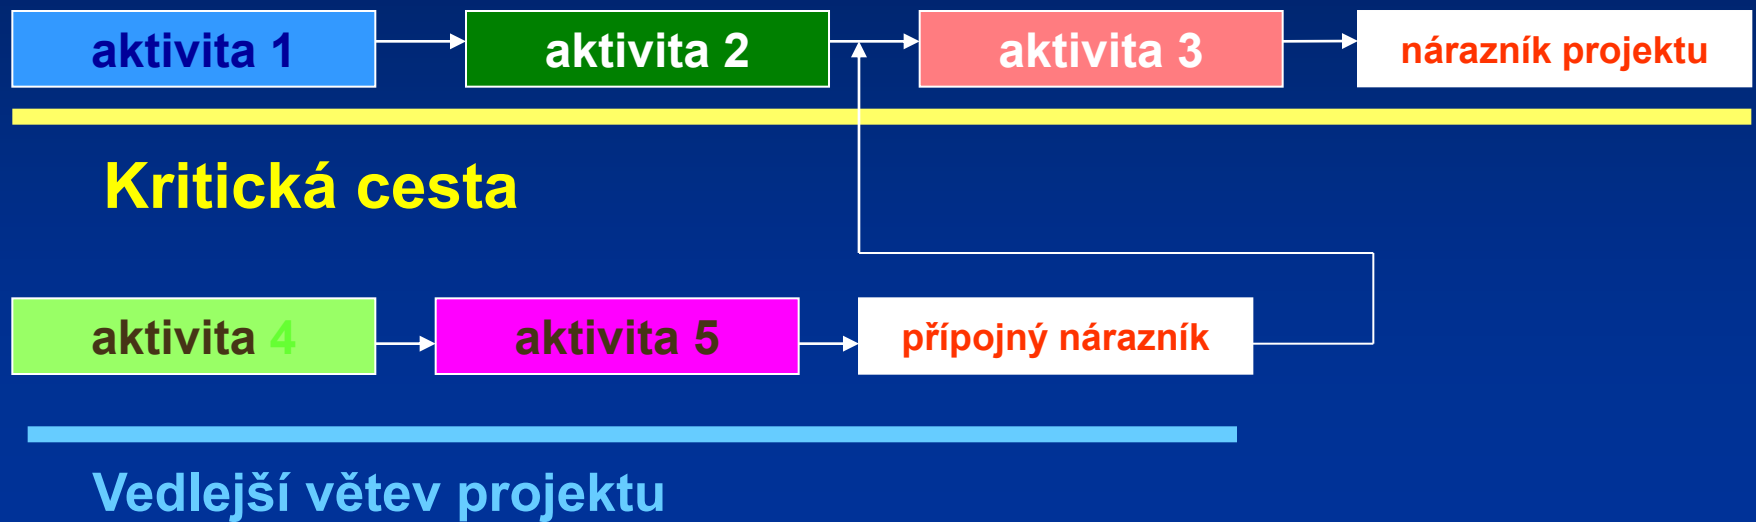 aktivita 1
aktivita 2
aktivita 3
nárazník projektu
Kritická cesta
aktivita 4
aktivita 5
přípojný nárazník
Vedlejší větev projektu